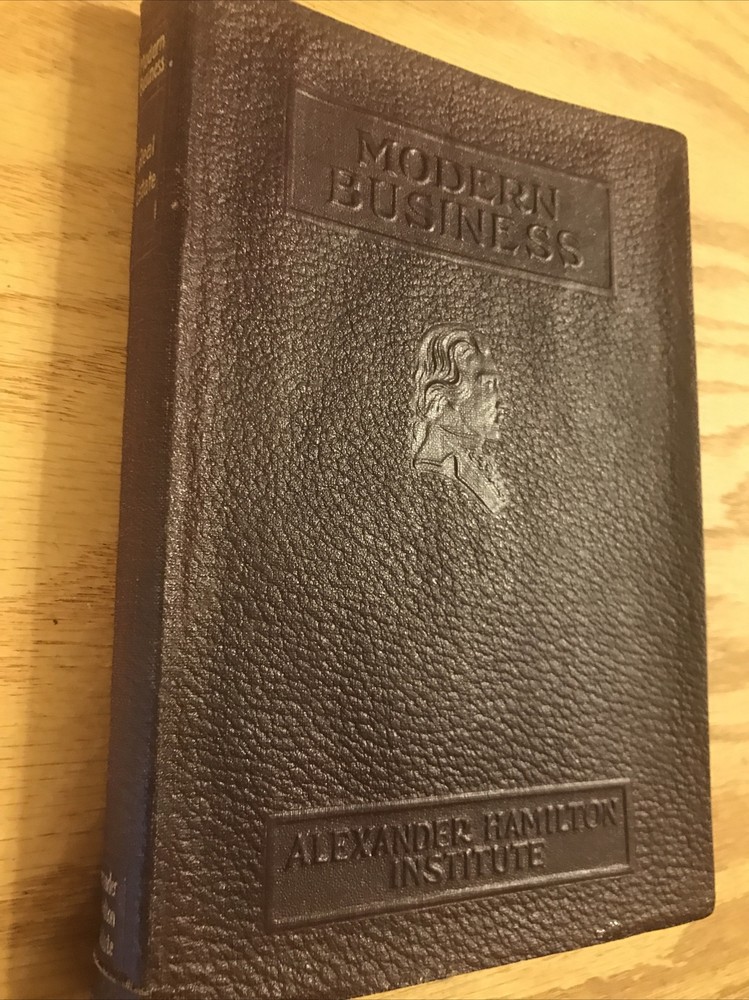 MODERN
BUSINESS
ALEXANDER HAMILTON
INSTITUTE
Modern
Business
Real
Estate